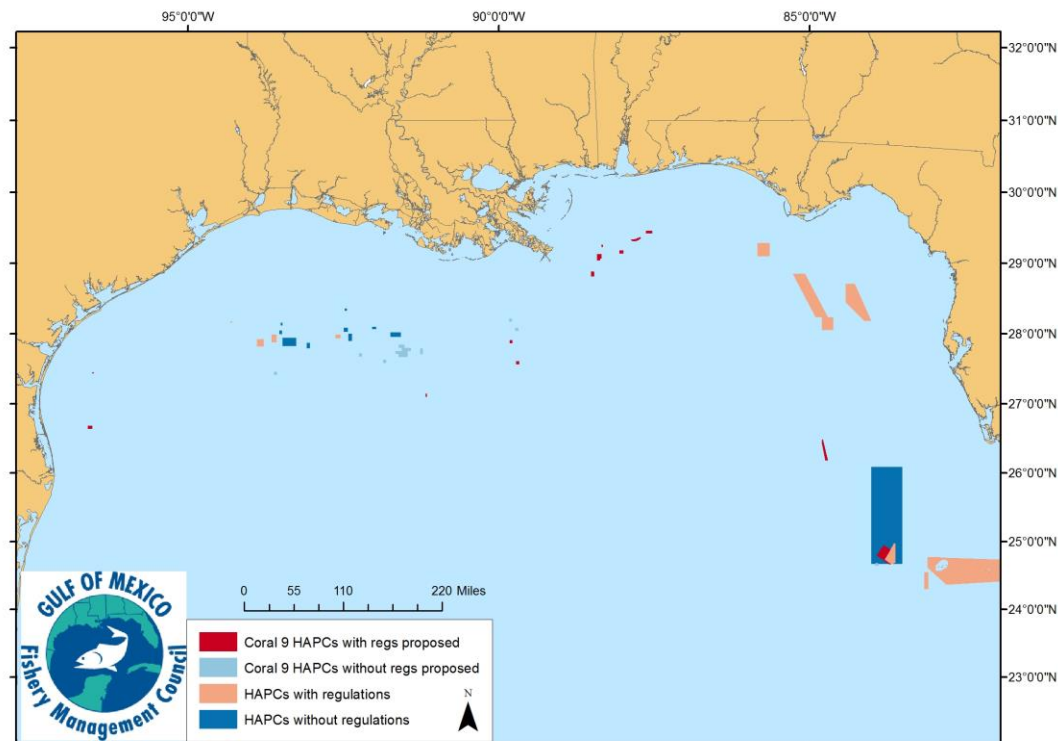 95°0'0"W
90°0'0"W
85°0'0"W
32°0'0"N
31°0'0"N
30°0'0"N
29°0'0"N
28°0'0"N
27°0'0"N
26°0'0"N
25°0'0"N
24°0'0"N
23°0'0"N
GULF OF MEXICO
Fishery Management Council
0 55 110 220 Miles
Coral 9 HAPCs with regs proposed
Coral 9 HAPCs without regs proposed
HAPCs with regulations
HAPCs without regulations
N